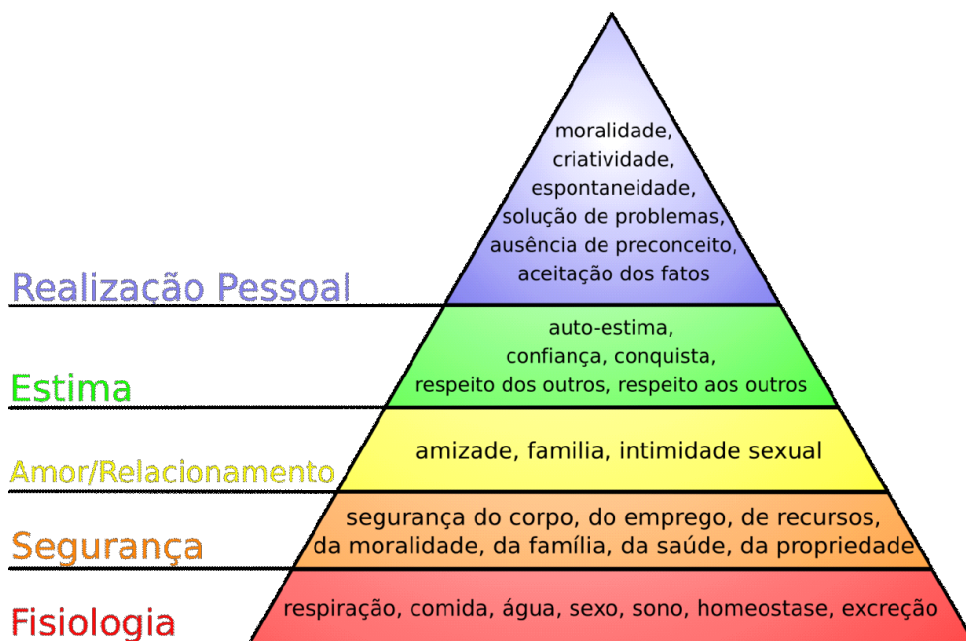 moralidade,
criatividade,
espontaneidade,
solução de problemas,
ausência de preconceito,
aceitação dos fatos
Realização Pessoal
auto-estima,
confiança, conquista,
respeito dos outros, respeito aos outros
Estima
amizade, familia, intimidade sexual
Amor/Relacionamento
segurança do corpo, do emprego, de recursos,
da moralidade, da família, da saúde, da propriedade
Segurança
respiração, comida, água, sexo, sono, homeostase, excreção
Fisiologia